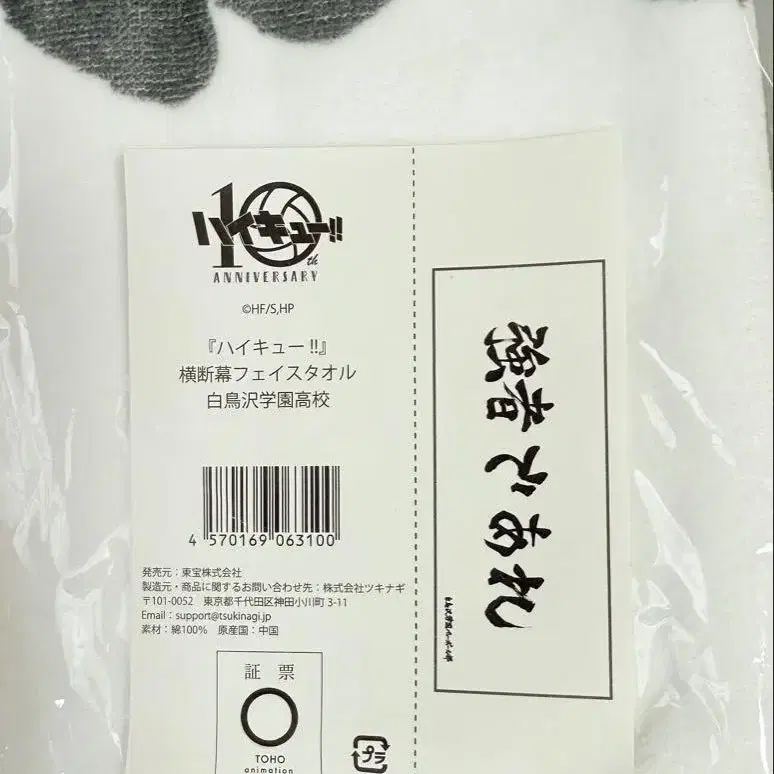 10th
ハイキュー!!
ANNIVERSARY
©HF/S,HP
『ハイキュー!!』
横断幕フェイスタオル
白鳥沢学園高校
4 570169 063100
発売元：東宝株式会社
製造元・商品に関するお問い合わせ先：株式会社ツキナギ
〒101-0052 東京都千代田区神田小川町 3-11
Email：support@tsukinagi.jp
素材：綿100% 原産国：中国
証 票
TOHO
animation
プラ
強者であれ